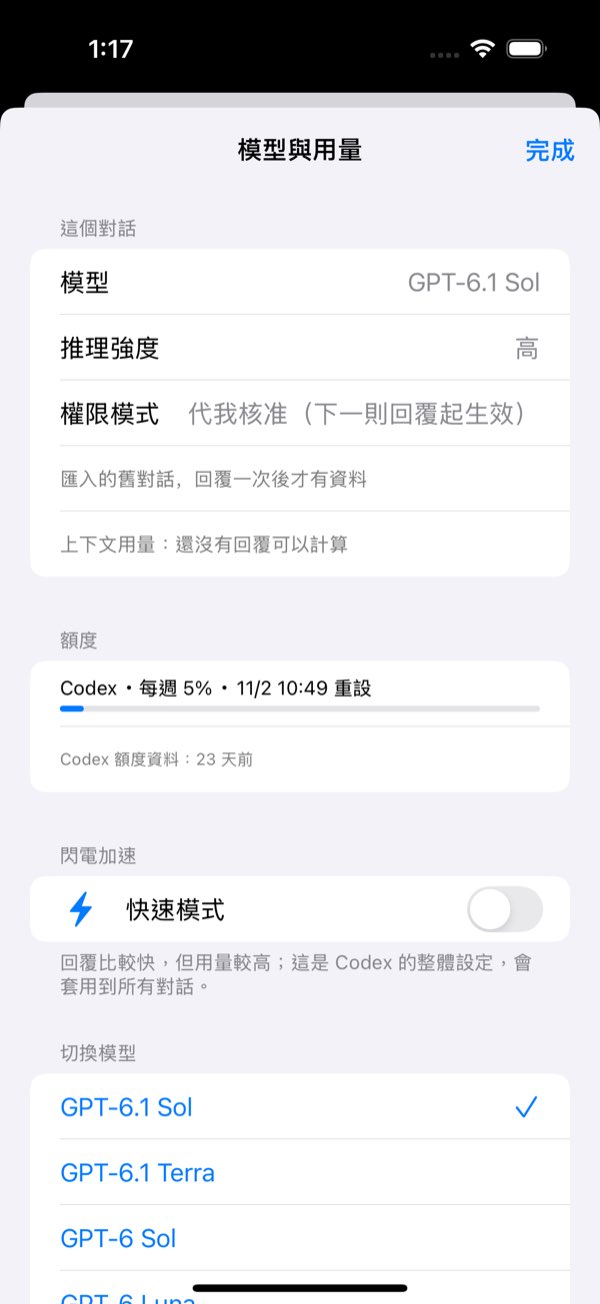 1:17
模型與用量
完成
這個對話
模型
GPT-6.1 Sol
推理強度
高
權限模式
代我核准（下一則回覆起生效）
匯入的舊對話，回覆一次後才有資料
上下文用量：還沒有回覆可以計算
額度
Codex・每週 5%・11/2 10:49 重設
Codex 額度資料：23 天前
閃電加速
快速模式
回覆比較快，但用量較高；這是 Codex 的整體設定，會
套用到所有對話。
切換模型
GPT-6.1 Sol
GPT-6.1 Terra
GPT-6 Sol
GPT-6 Luna